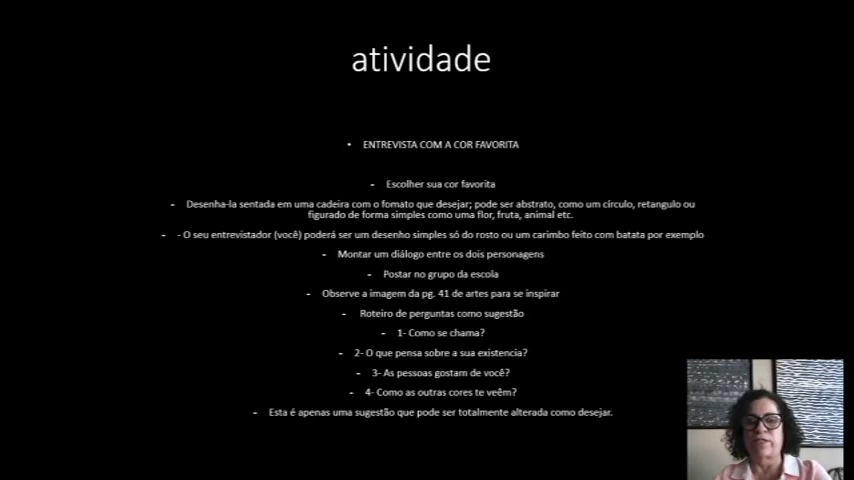 atividade
• ENTREVISTA COM A COR FAVORITA
- Escolher sua cor favorita
- Desenha-la sentada em uma cadeira com o fomato que desejar; pode ser abstrato, como um círculo, retangulo ou
figurado de forma simples como uma flor, fruta, animal etc.
- - O seu entrevistador (você) poderá ser um desenho simples só do rosto ou um carimbo feito com batata por exemplo
- Montar um diálogo entre os dois personagens
- Postar no grupo da escola
- Observe a imagem da pg. 41 de artes para se inspirar
- Roteiro de perguntas como sugestão
- 1- Como se chama?
- 2- O que pensa sobre a sua existencia?
- 3- As pessoas gostam de você?
- 4- Como as outras cores te veêm?
- Esta é apenas uma sugestão que pode ser totalmente alterada como desejar.